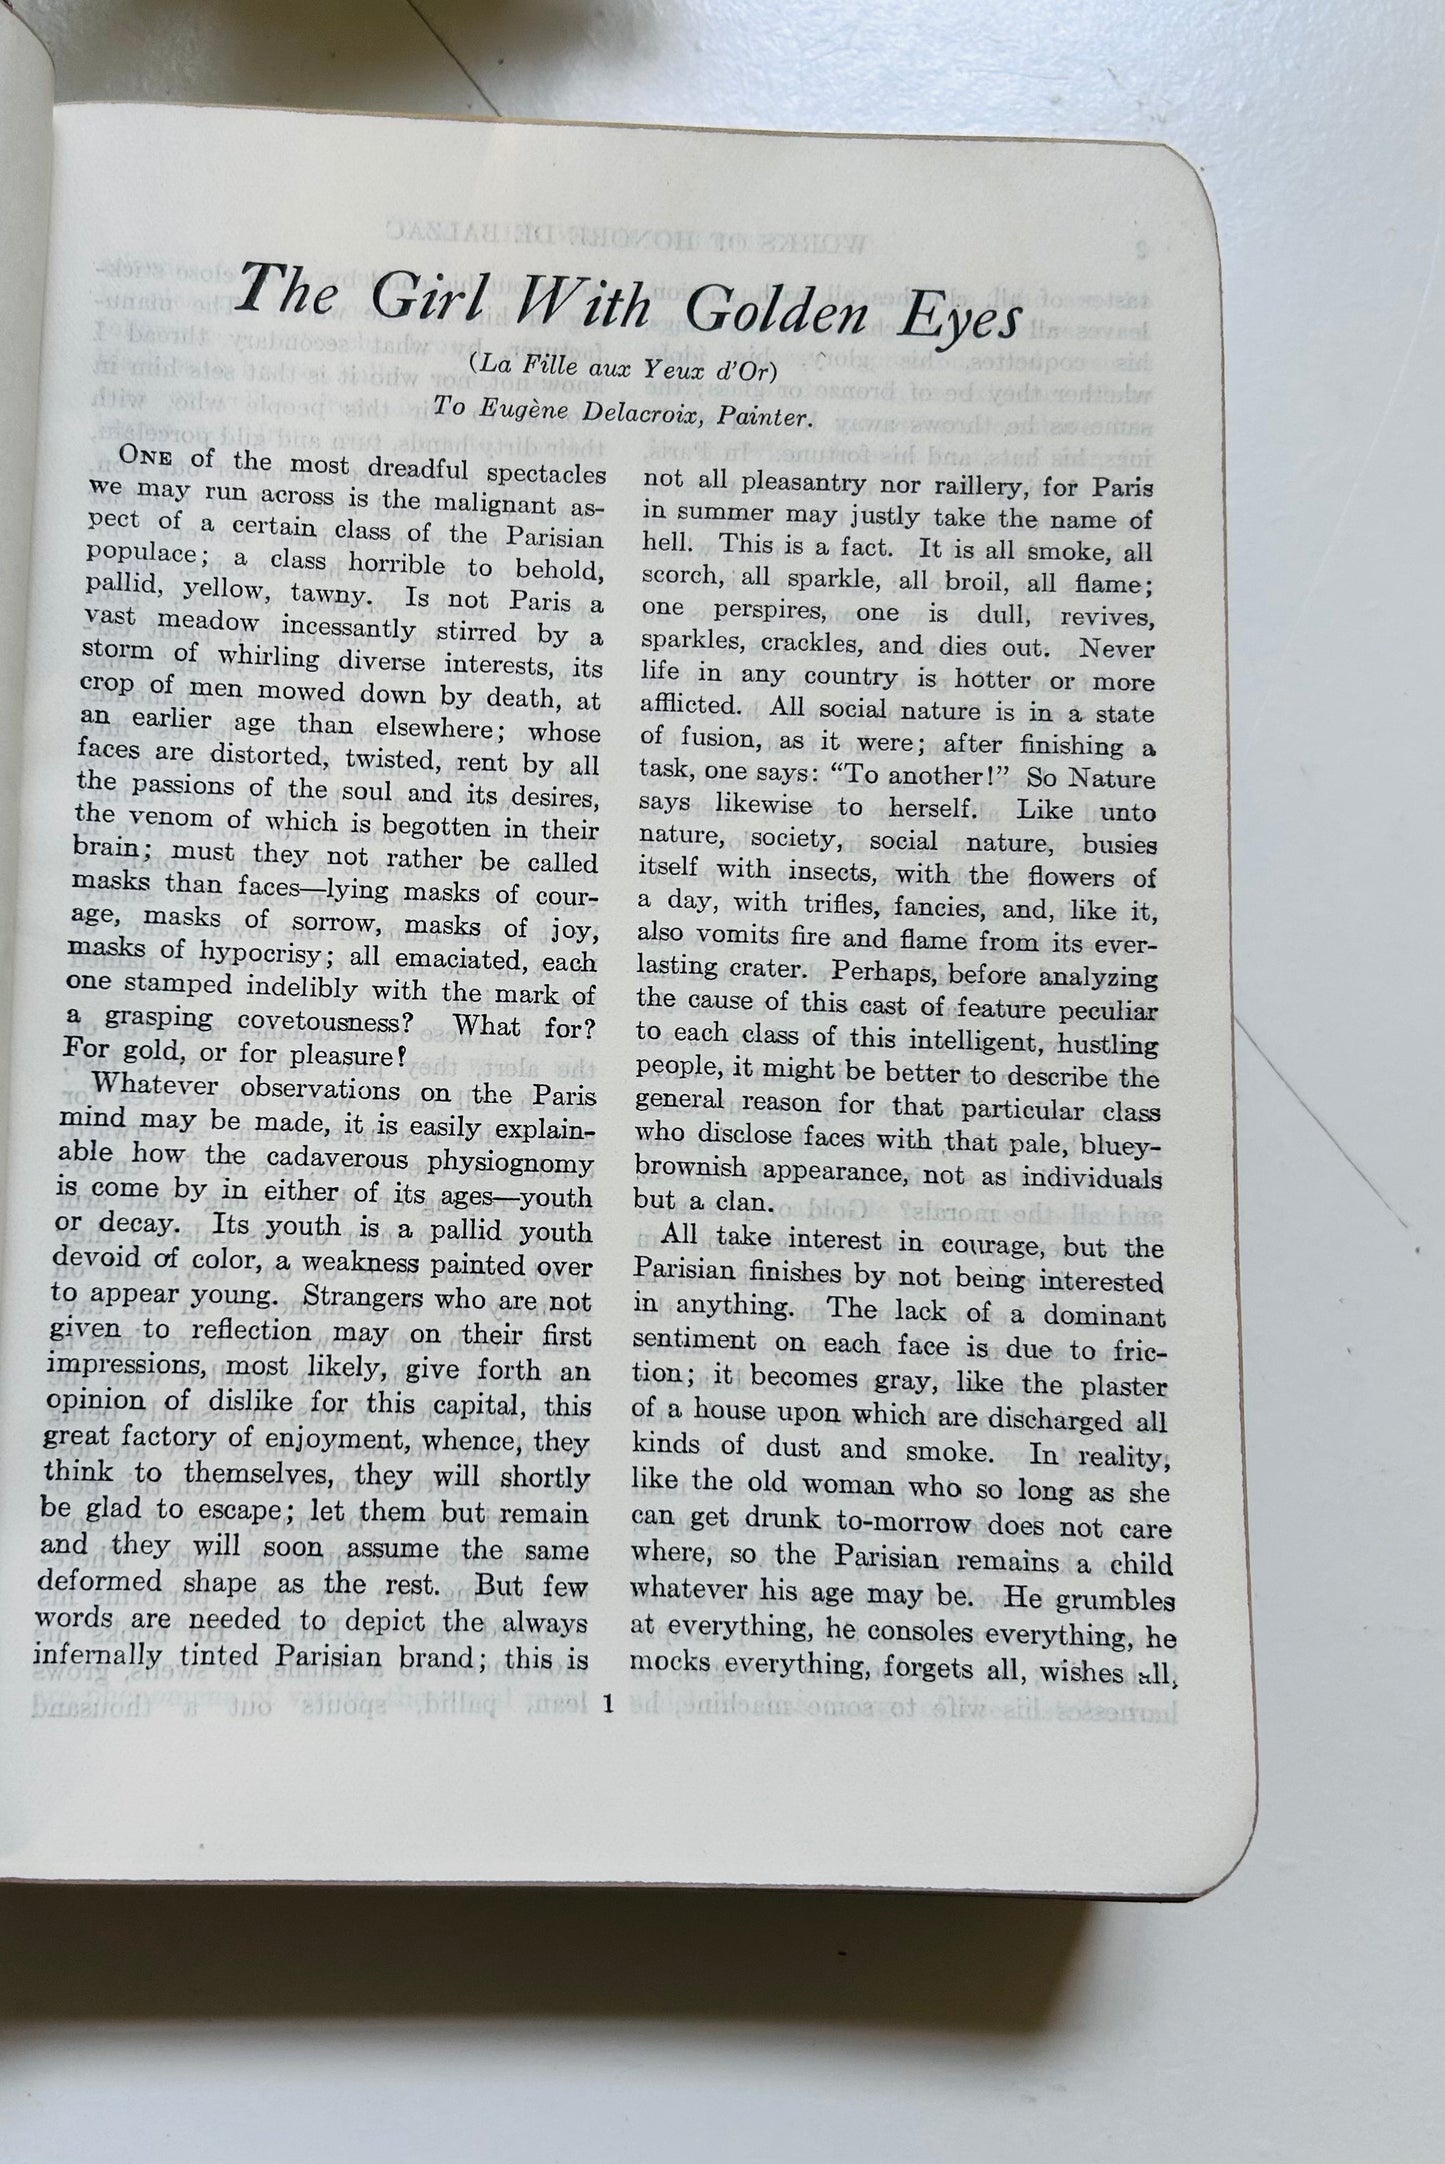 The Girl With Golden Eyes
(La Fille aux Yeux d'Or)
To Eugène Delacroix, Painter.
ONE of the most dreadful spectacles
we may run across is the malignant as-
pect of a certain class of the Parisian
populace; a class horrible to behold,
pallid, yellow, tawny. Is not Paris a
vast meadow incessantly stirred by a
storm of whirling diverse interests, its
crop of men mowed down by death, at
an earlier age than elsewhere; whose
faces are distorted, twisted, rent by all
the passions of the soul and its desires,
the venom of which is begotten in their
brain; must they not rather be called
masks than faces—lying masks of cour-
age, masks of sorrow, masks of joy,
masks of hypocrisy; all emaciated, each
one stamped indelibly with the mark of
a grasping covetousness? What for?
For gold, or for pleasure?
Whatever observations on the Paris
mind may be made, it is easily explain-
able how the cadaverous physiognomy
is come by in either of its ages—youth
or decay. Its youth is a pallid youth
devoid of color, a weakness painted over
to appear young. Strangers who are not
given to reflection may on their first
impressions, most likely, give forth an
opinion of dislike for this capital, this
great factory of enjoyment, whence, they
think to themselves, they will shortly
be glad to escape; let them but remain
and they will soon assume the same
deformed shape as the rest. But few
words are needed to depict the always
infernally tinted Parisian brand; this is
not all pleasantry nor raillery, for Paris
in summer may justly take the name of
hell. This is a fact. It is all smoke, all
scorch, all sparkle, all broil, all flame;
one perspires, one is dull, revives,
sparkles, crackles, and dies out. Never
life in any country is hotter or more
afflicted. All social nature is in a state
of fusion, as it were; after finishing a
task, one says: "To another!" So Nature
says likewise to herself. Like unto
nature, society, social nature, busies
itself with insects, with the flowers of
a day, with trifles, fancies, and, like it,
also vomits fire and flame from its ever-
lasting crater. Perhaps, before analyzing
the cause of this cast of feature peculiar
to each class of this intelligent, hustling
people, it might be better to describe the
general reason for that particular class
who disclose faces with that pale, bluey-
brownish appearance, not as individuals
but a clan.
All take interest in courage, but the
Parisian finishes by not being interested
in anything. The lack of a dominant
sentiment on each face is due to fric-
tion; it becomes gray, like the plaster
of a house upon which are discharged all
kinds of dust and smoke. In reality,
like the old woman who so long as she
can get drunk to-morrow does not care
where, so the Parisian remains a child
whatever his age may be. He grumbles
at everything, he consoles everything, he
mocks everything, forgets all, wishes all,
1